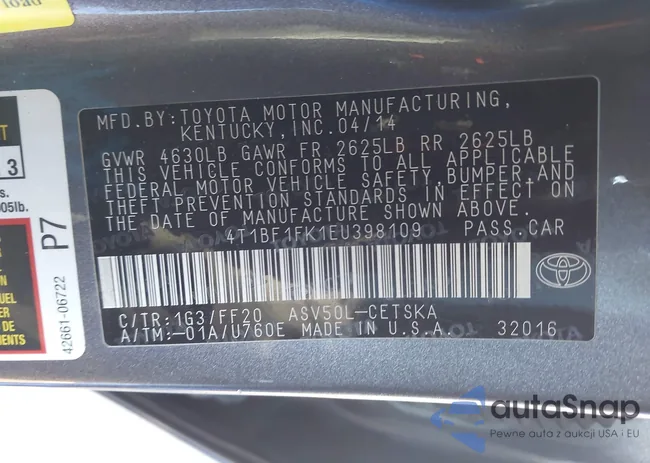 MFD.BY:TOYOTA MOTOR MANUFACTURING,
KENTUCKY,INC.04/14
GVWR 4630LB GAWR FR 2625LB RR 2625LB
THIS VEHICLE CONFORMS TO ALL APPLICABLE
FEDERAL MOTOR VEHICLE SAFETY,BUMPER,AND
THEFT PREVENTION STANDARDS IN EFFECT ON
THE DATE OF MANUFACTURE SHOWN ABOVE.
4T1BF1FK1EU398109 PASS.CAR
C/TR:1G3/FF20 ASV50L-CETSKA
A/TM:-01A/U760E MADE IN U.S.A. 32016
P7
42661-06722
autoSnap
Pewne auta z aukcji USA i EU